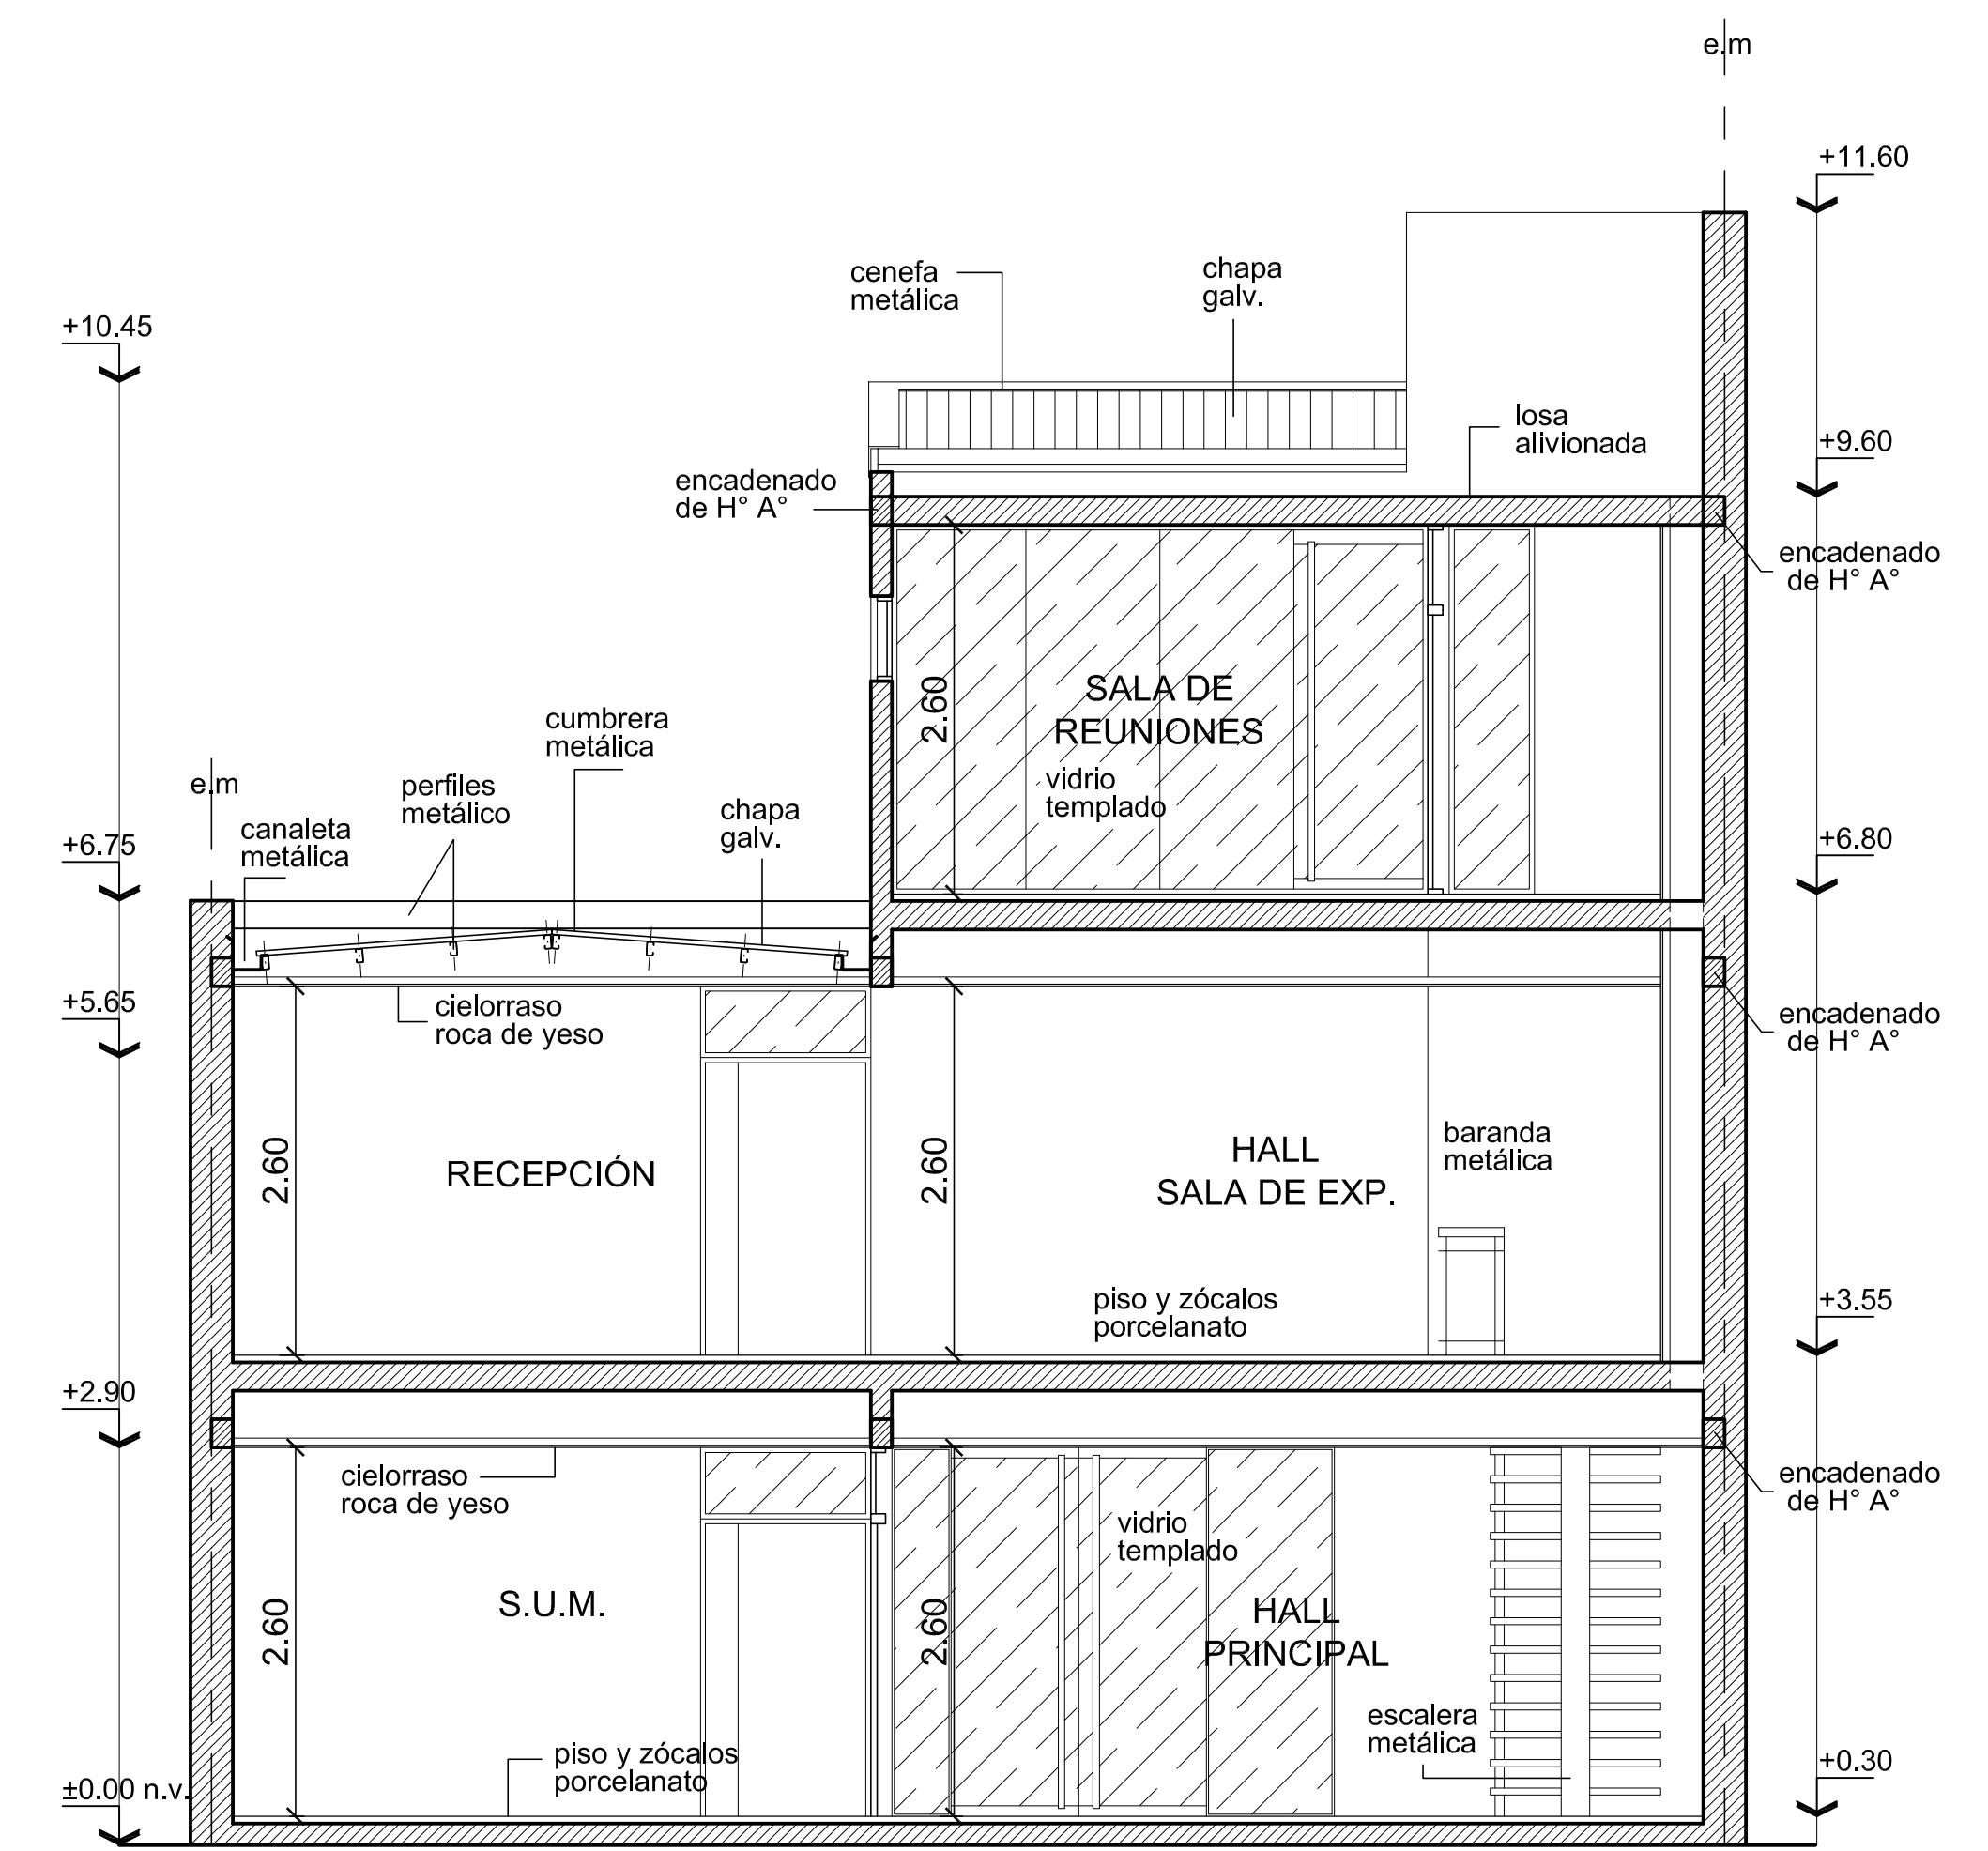 e.m
+11.60
cenefa
metálica
chapa
galv.
+10.45
losa
alivionada
+9.60
encadenado
de H° A°
encadenado
de H° A°
2.60
SALA DE
REUNIONES
vidrio
templado
cumbrera
metálica
e.m
perfiles
metálico
chapa
galv.
canaleta
metálica
+6.75
+6.80
+5.65
cielorraso
roca de yeso
encadenado
de H° A°
2.60
RECEPCIÓN
2.60
HALL
SALA DE EXP.
baranda
metálica
piso y zócalos
porcelanato
+3.55
+2.90
cielorraso
roca de yeso
encadenado
de H° A°
vidrio
templado
2.60
S.U.M.
2.60
HALL
PRINCIPAL
escalera
metálica
piso y zócalos
porcelanato
±0.00 n.v.
+0.30